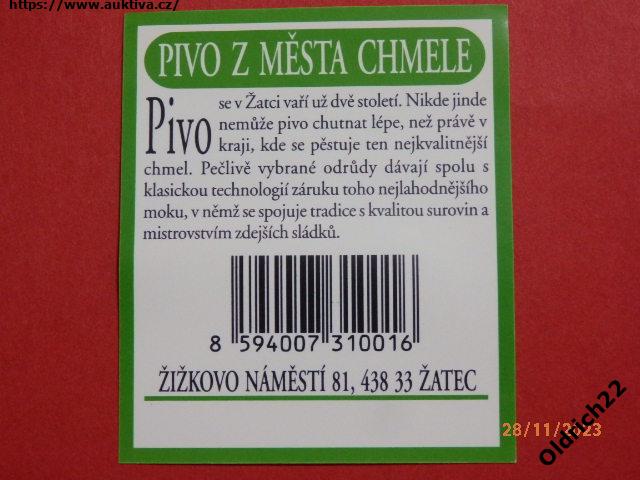 https://www.auktiva.cz/
PIVO Z MĚSTA CHMELE
Pivo se v Žatci vaří už dvě století. Nikde jinde
nemůže pivo chutnat lépe, než právě v
kraji, kde se pěstuje ten nejkvalitnější
chmel. Pečlivě vybrané odrůdy dávají spolu s
klasickou technologií záruku toho nejlahodnějšího
moku, v němž se spojuje tradice s kvalitou surovin a
mistrovstvím zdejších sládků.
8 594007 310016
ŽIŽKOVO NÁMĚSTÍ 81, 438 33 ŽATEC
28/11/2023
Oldrich22